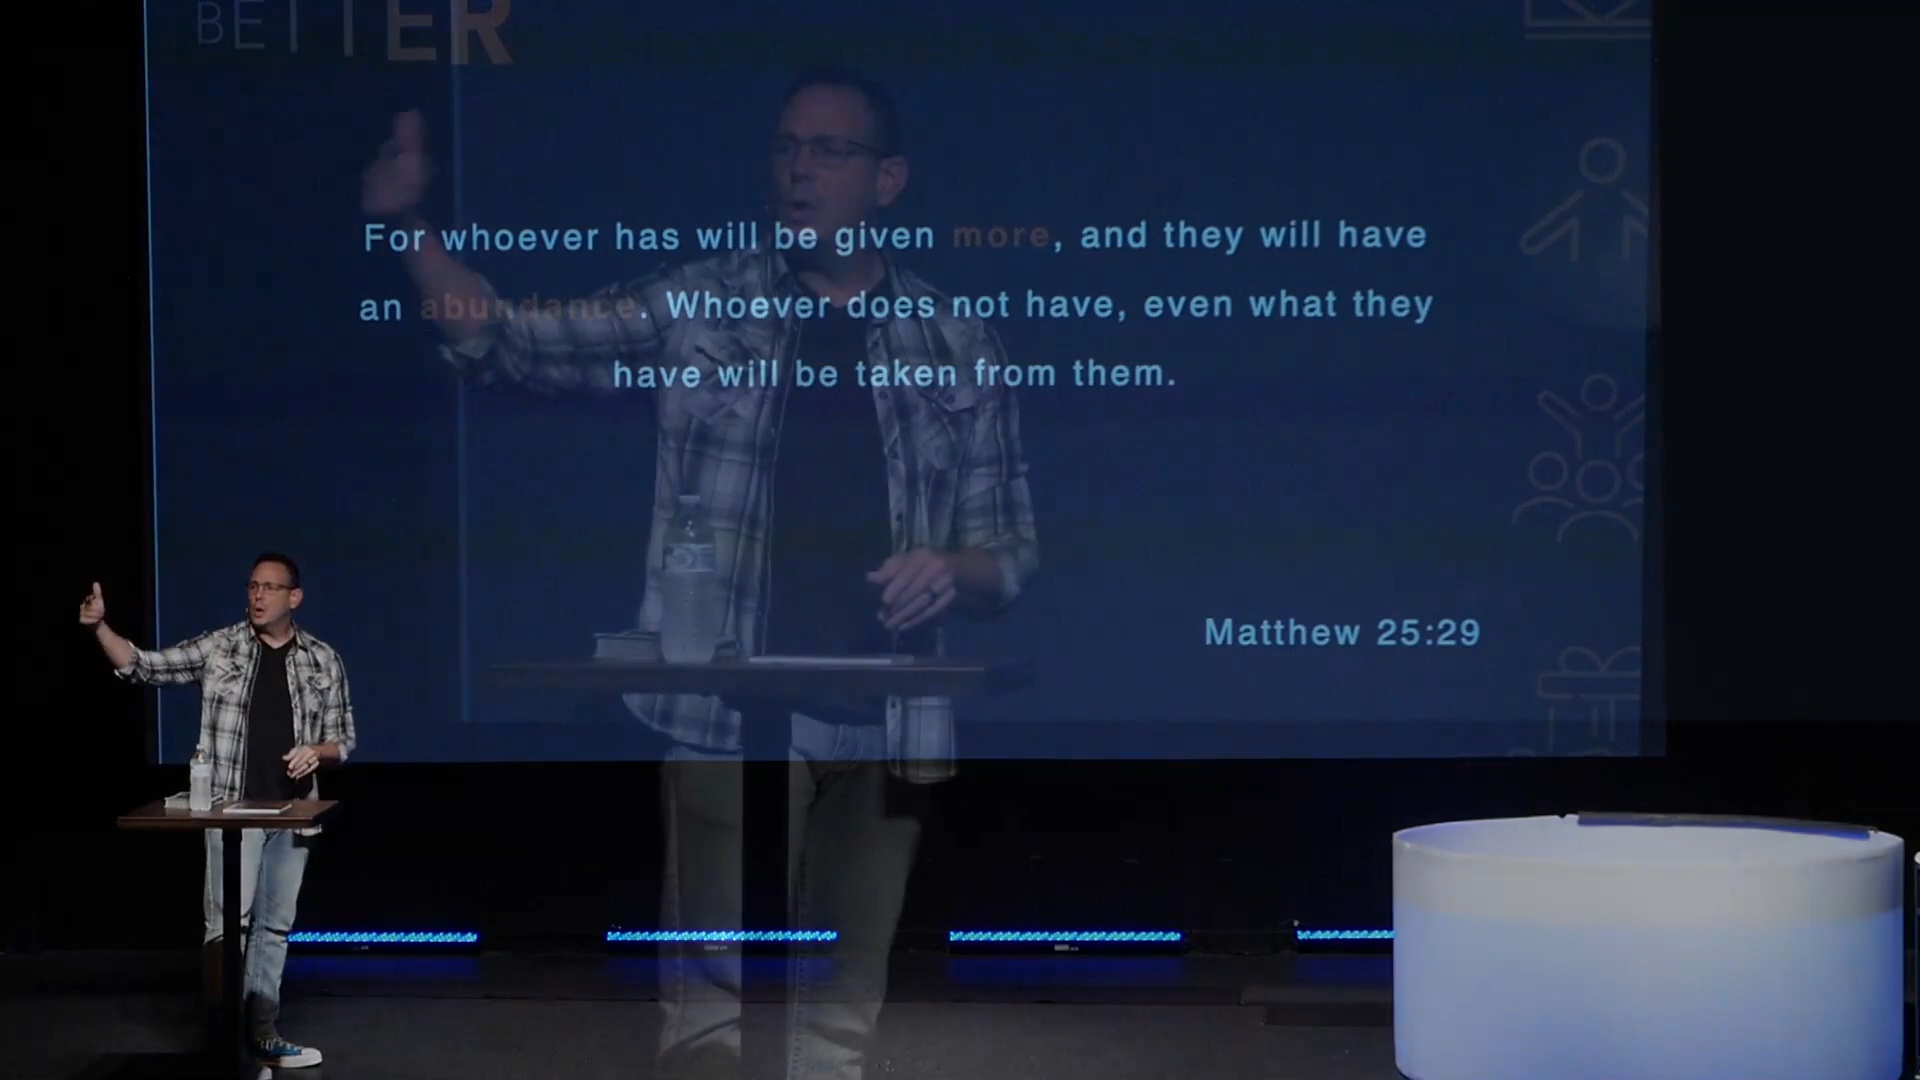 BETTER
For whoever has will be given more, and they will have
an abundance. Whoever does not have, even what they
have will be taken from them.
Matthew 25:29